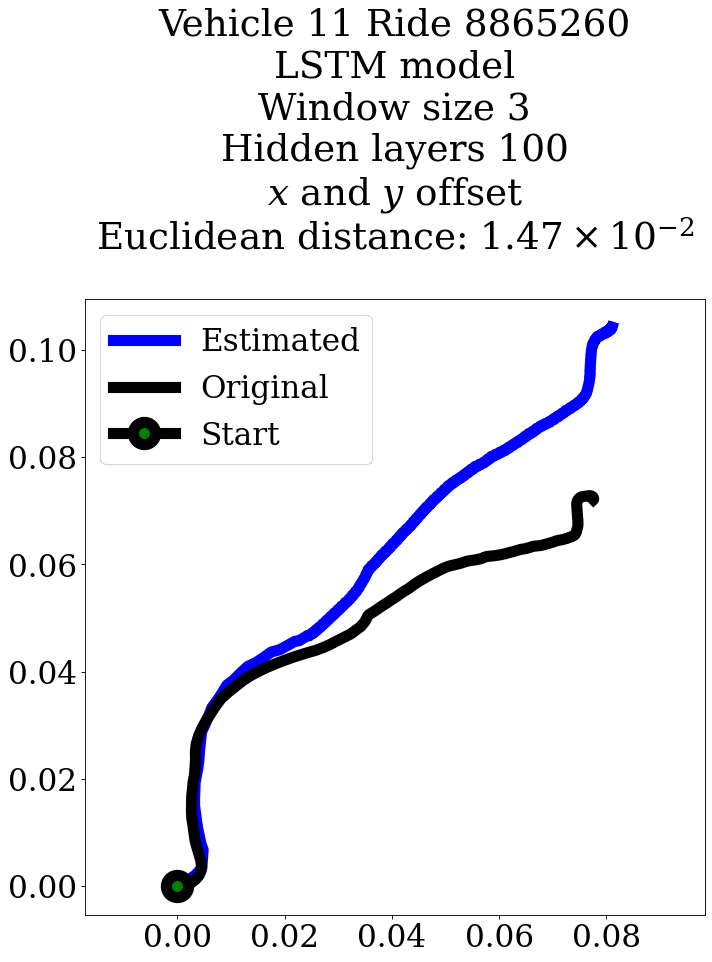 Vehicle 11 Ride 8865260
LSTM model
Window size 3
Hidden layers 100
x and y offset
Euclidean distance: 1.47 × 10⁻²
Estimated
Original
Start
0.10
0.08
0.06
0.04
0.02
0.00
0.00 0.02 0.04 0.06 0.08